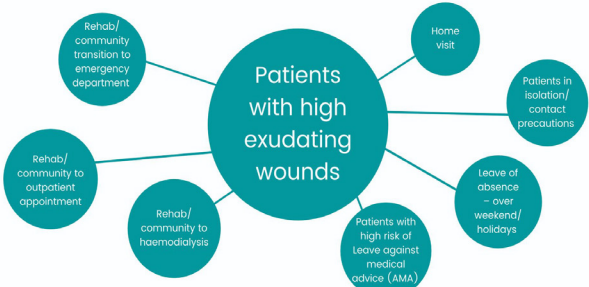 Patients
with high
exudating
wounds
Rehab/
community
transition to
emergency
department
Home
visit
Patients in
isolation/
contact
precautions
Rehab/
community to
outpatient
appointment
Rehab/
community to
haemodialysis
Patients with
high risk of
Leave against
medical
advice (AMA)
Leave of
absence
– over
weekend/
holidays